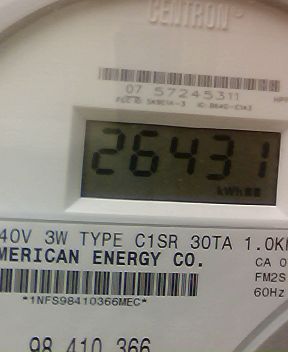 CENTRON
07 57245311
26431
kWh
40V 3W TYPE C1SR 30TA 1.0K
MERICAN ENERGY CO.
CA 0
FM2S
60Hz
*1NFS98410366MEC*
98 410 366